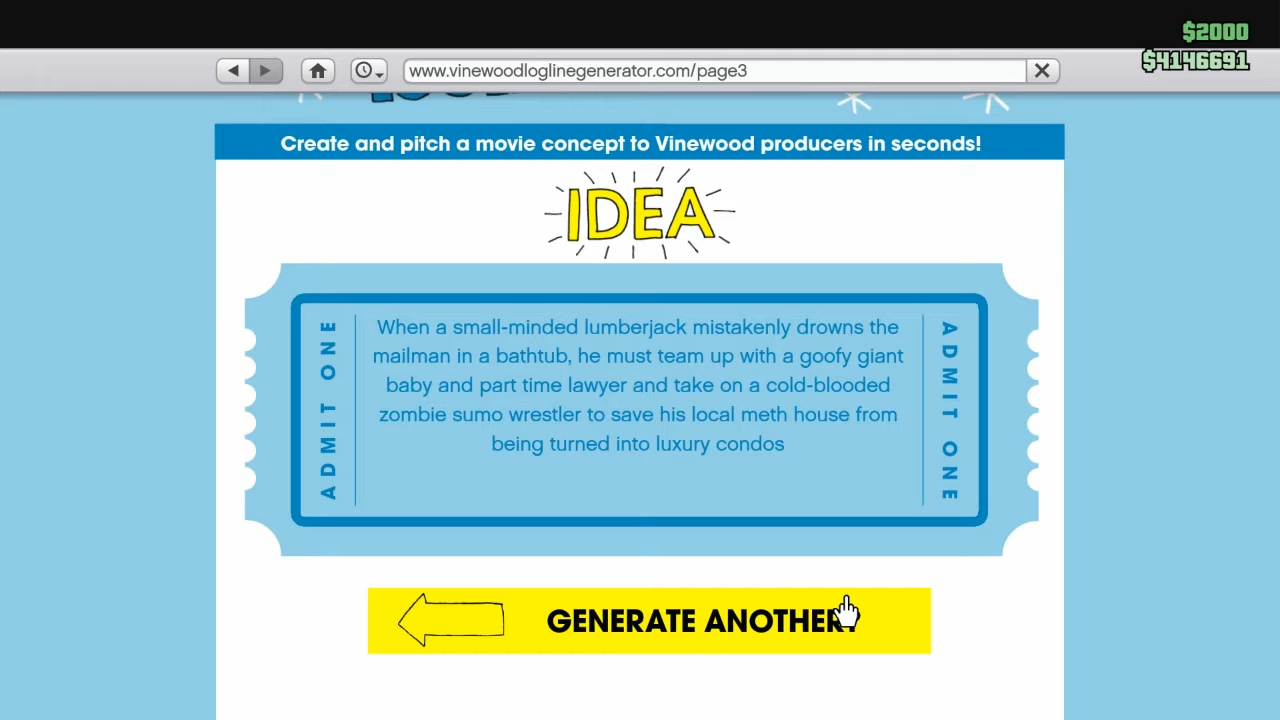 $2000
$4146691
www.vinewoodloglinegenerator.com/page3
Create and pitch a movie concept to Vinewood producers in seconds!
IDEA
ADMIT ONE
When a small-minded lumberjack mistakenly drowns the
mailman in a bathtub, he must team up with a goofy giant
baby and part time lawyer and take on a cold-blooded
zombie sumo wrestler to save his local meth house from
being turned into luxury condos
ADMIT ONE
GENERATE ANOTHER?